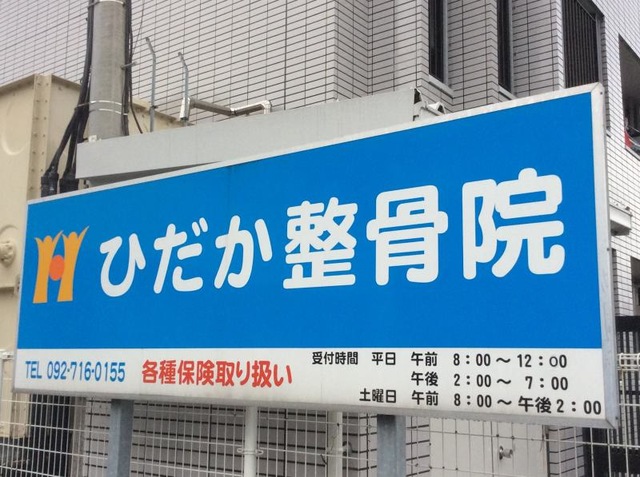 ひだか整骨院
TEL 092-716-0155 各種保険取り扱い
受付時間 平日 午前 8:00〜12:00
午後 2:00〜 7:00
土曜日 午前 8:00〜午後2:00